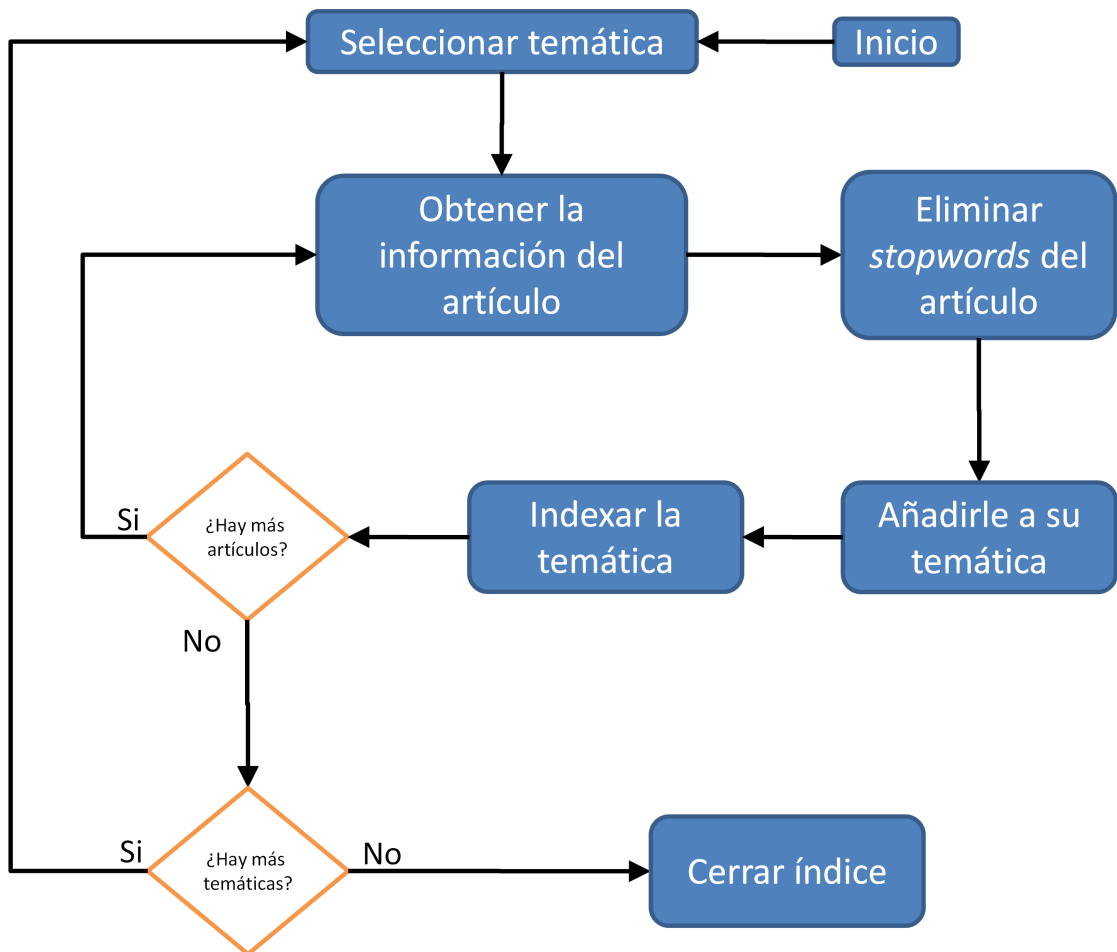 Seleccionar temática
Inicio
Obtener la
información del
artículo
Eliminar
stopwords del
artículo
Si
¿Hay más
artículos?
Indexar la
temática
Añadirle a su
temática
No
Si
¿Hay más
temáticas?
No
Cerrar índice